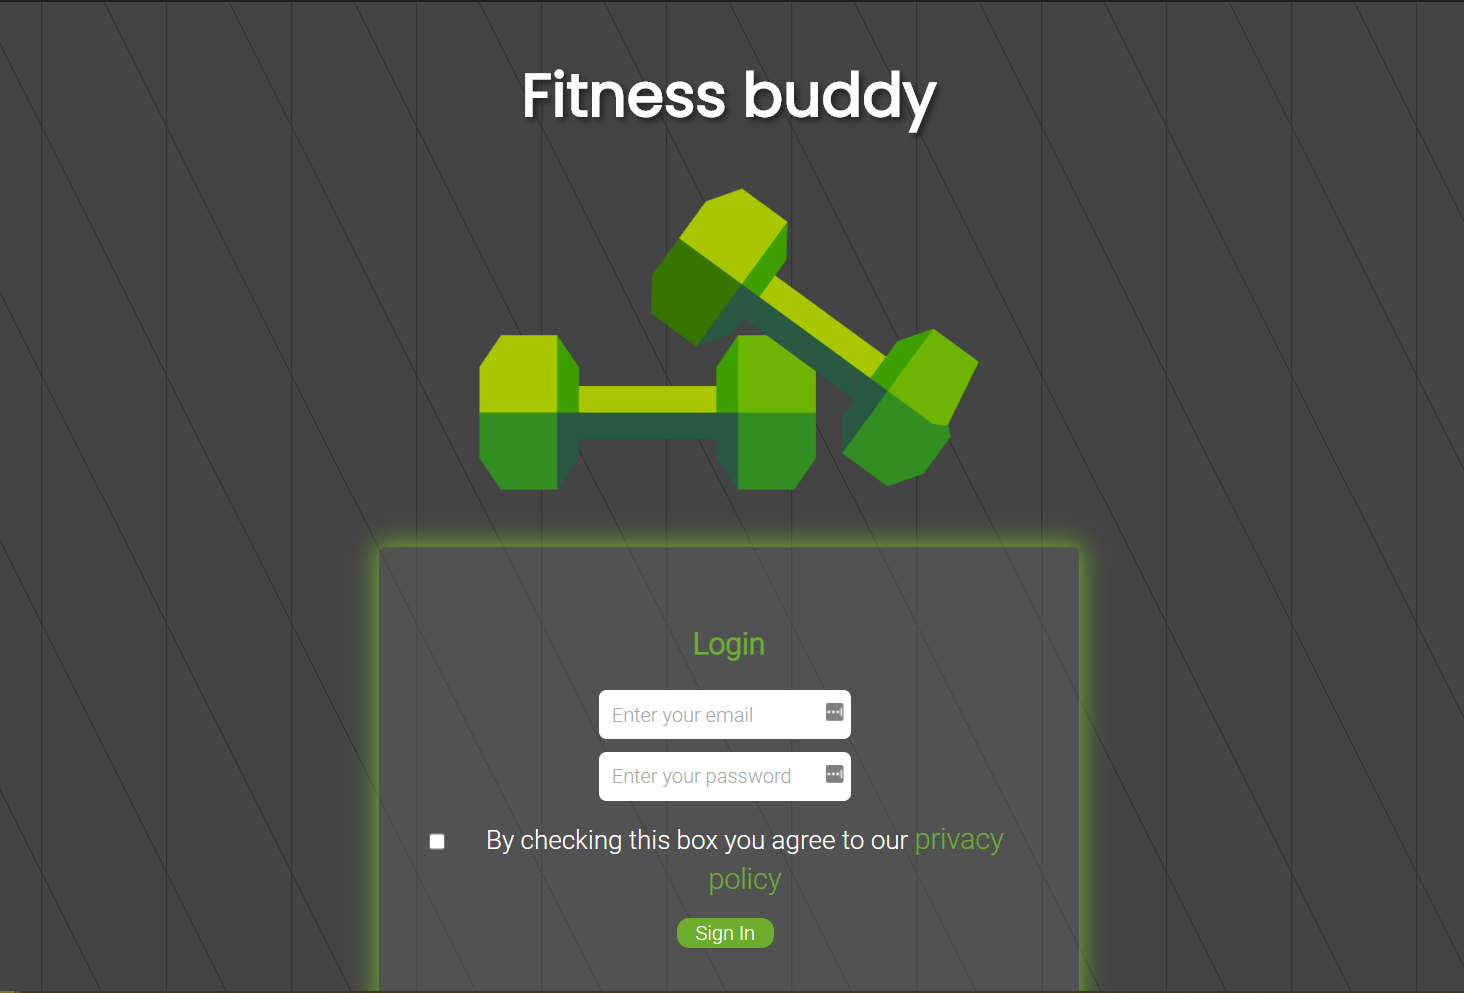 Fitness buddy
Login
Enter your email
Enter your password
By checking this box you agree to our privacy
policy
Sign In